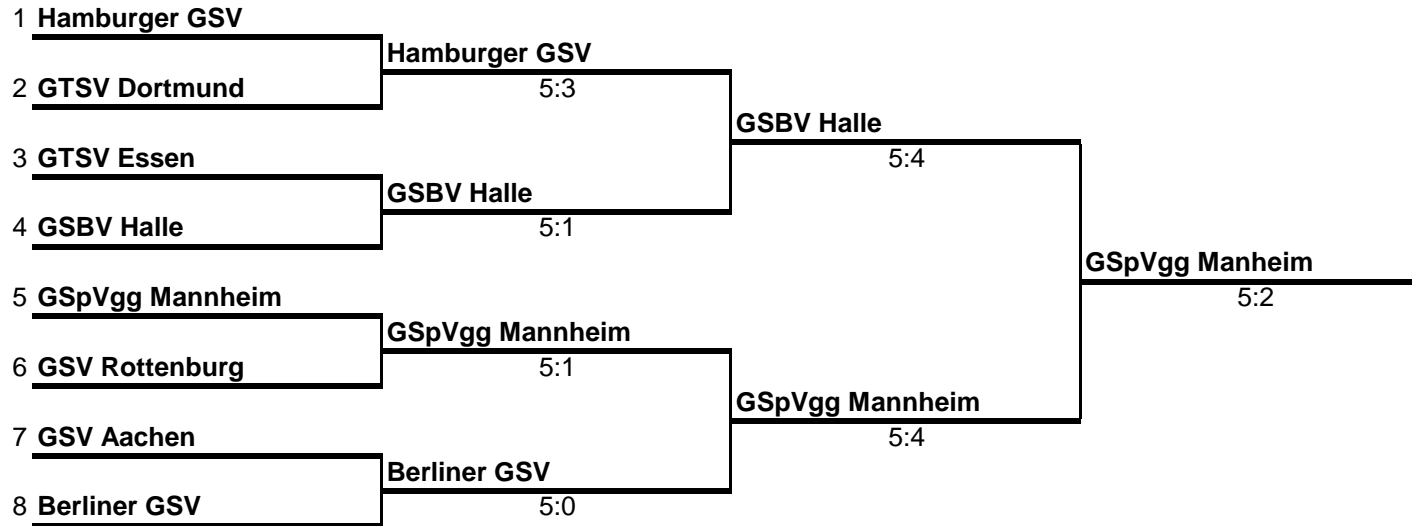 1 Hamburger GSV
Hamburger GSV
2 GTSV Dortmund
5:3
GSBV Halle
3 GTSV Essen
5:4
GSBV Halle
4 GSBV Halle
5:1
GSpVgg Manheim
5 GSpVgg Mannheim
5:2
GSpVgg Mannheim
6 GSV Rottenburg
5:1
GSpVgg Mannheim
7 GSV Aachen
5:4
Berliner GSV
8 Berliner GSV
5:0